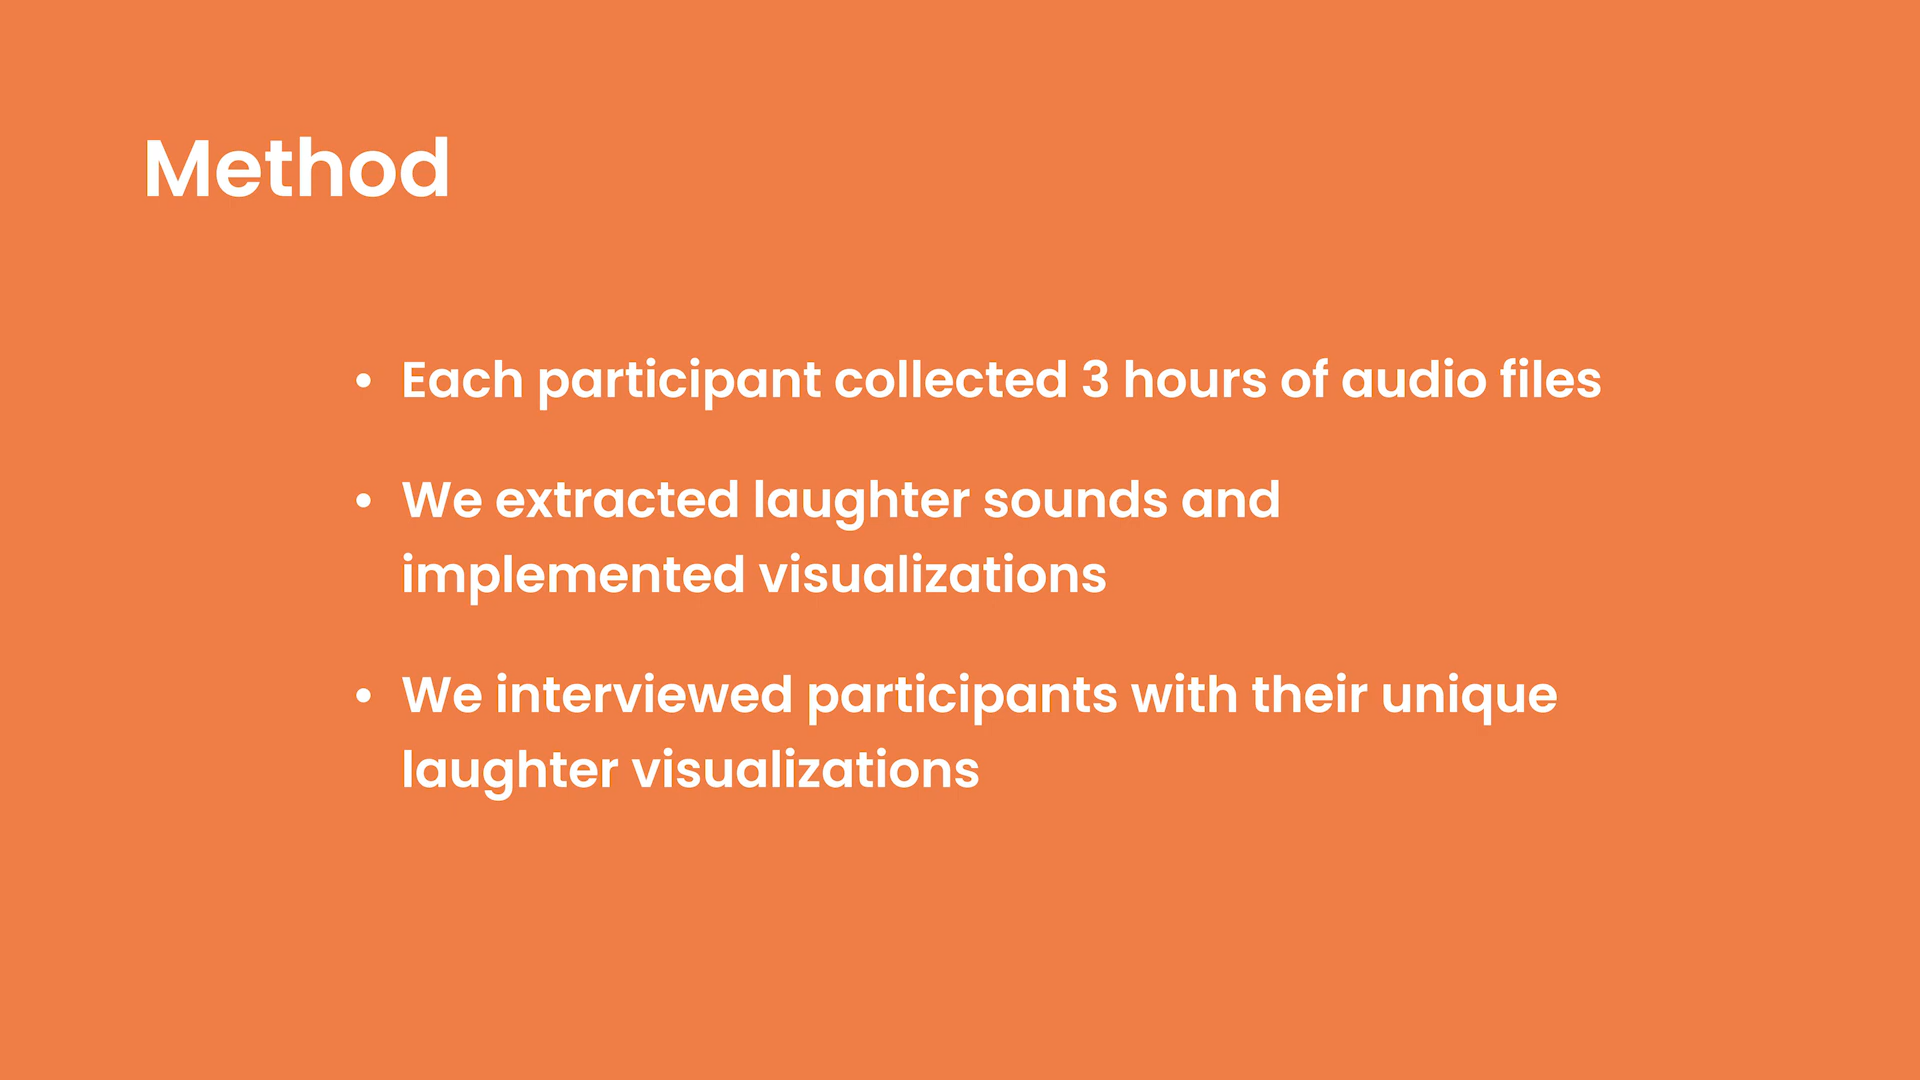 Method
• Each participant collected 3 hours of audio files
• We extracted laughter sounds and
implemented visualizations
• We interviewed participants with their unique
laughter visualizations